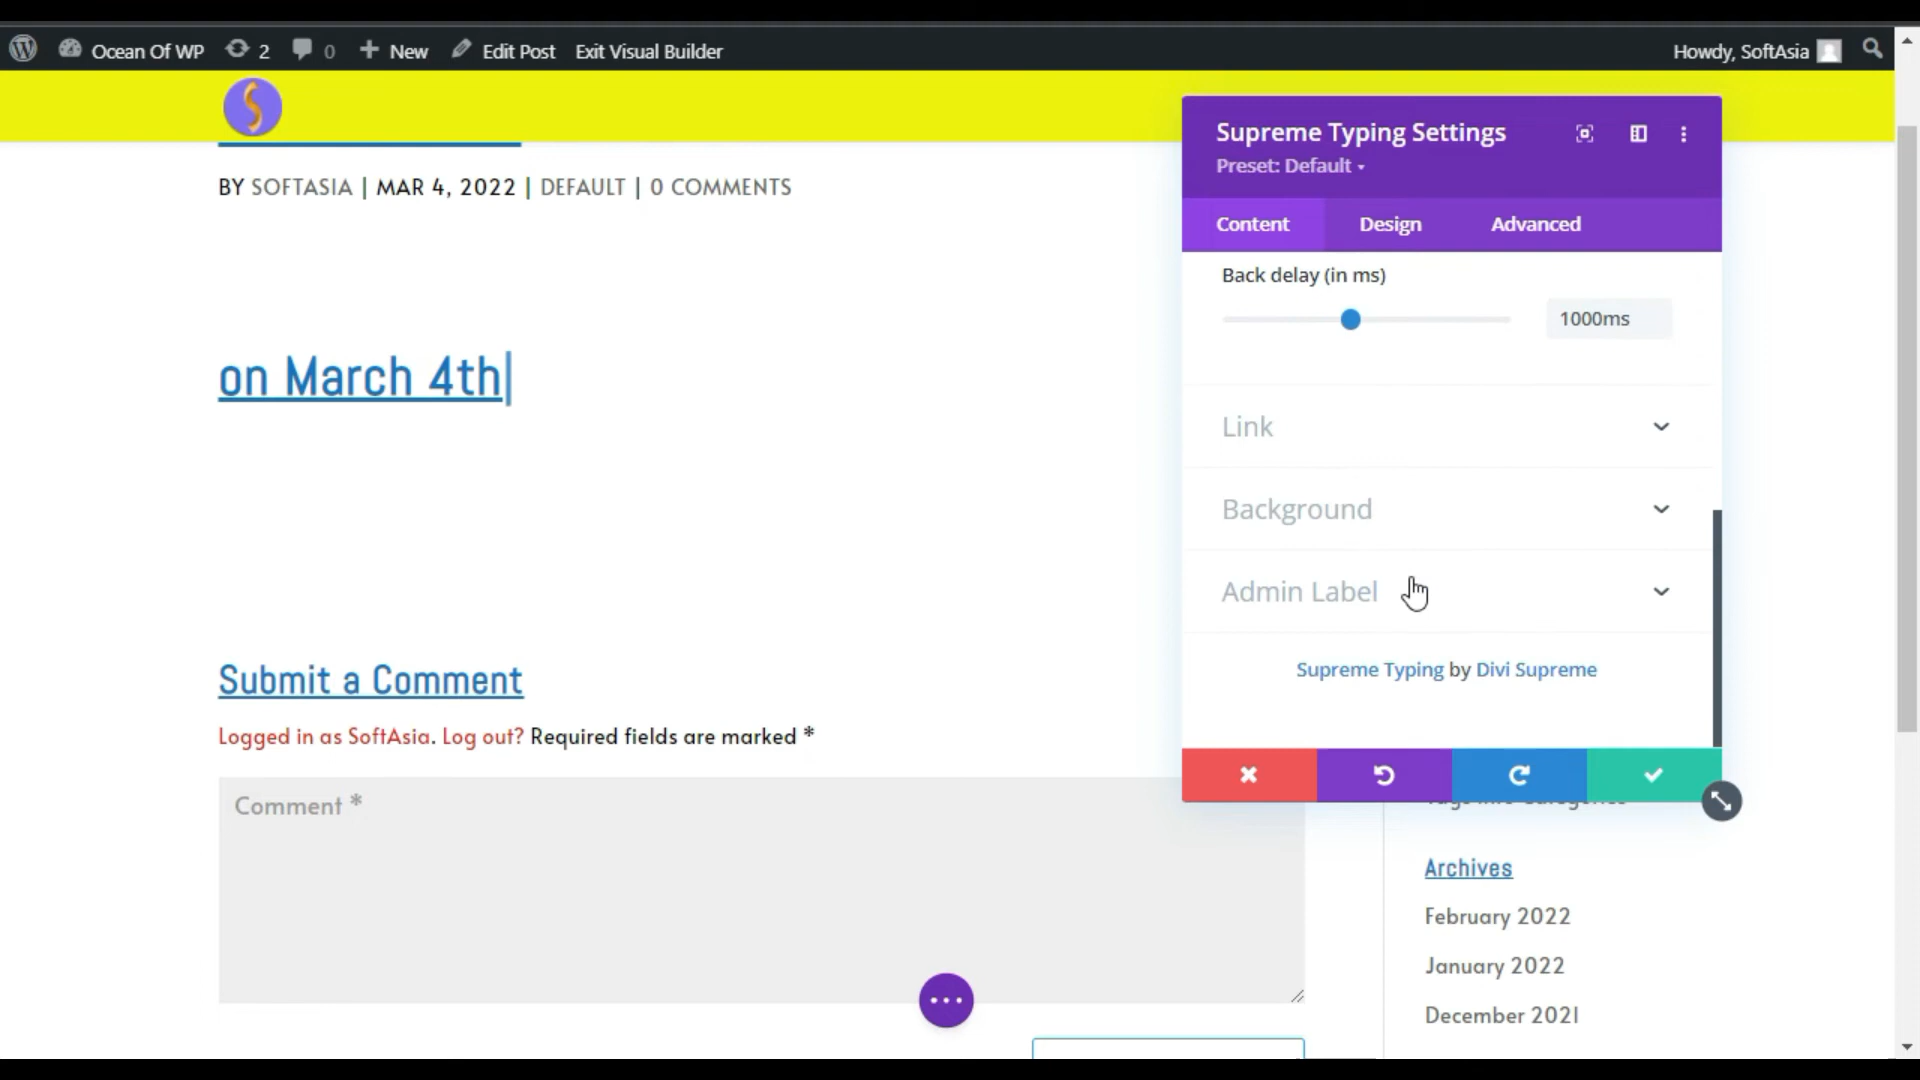 Ocean Of WP 2 0 New Edit Post Exit Visual Builder Howdy, SoftAsia
BY SOFTASIA | MAR 4, 2022 | DEFAULT | 0 COMMENTS
on March 4th|
Submit a Comment
Logged in as SoftAsia. Log out? Required fields are marked *
Comment *
Supreme Typing Settings
Preset: Default
Content Design Advanced
Back delay (in ms)
1000ms
Link
Background
Admin Label
Supreme Typing by Divi Supreme
Archives
February 2022
January 2022
December 2021